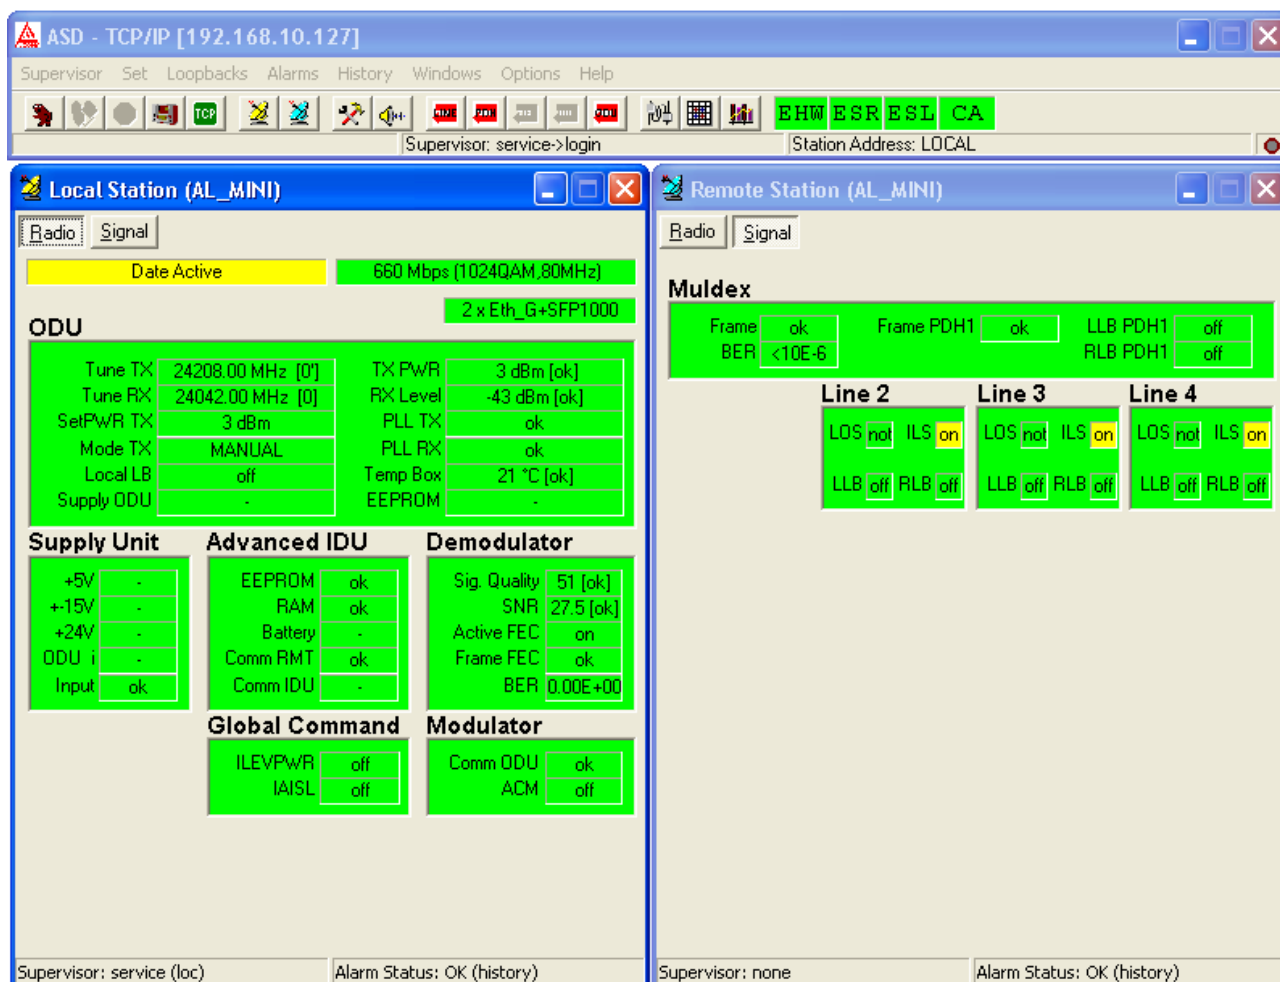 ASD - TCP/IP [192.168.10.127]
Supervisor Set Loopbacks Alarms History Windows Options Help
TCP LINE PDH EHW ESR ESL CA
Supervisor: service->login Station Address: LOCAL
Local Station (AL_MINI)
Radio Signal
Date Active 660 Mbps (1024QAM,80MHz)
2 x Eth_G+SFP1000
ODU
Tune TX 24208.00 MHz [0'] TX PWR 3 dBm [ok]
Tune RX 24042.00 MHz [0] RX Level -43 dBm [ok]
SetPWR TX 3 dBm PLL TX ok
Mode TX MANUAL PLL RX ok
Local LB off Temp Box 21 °C [ok]
Supply ODU - EEPROM -
Supply Unit Advanced IDU Demodulator
+5V - EEPROM ok Sig. Quality 51 [ok]
+-15V - RAM ok SNR 27.5 [ok]
+24V - Battery - Active FEC on
ODU i - Comm RMT ok Frame FEC ok
Input ok Comm IDU - BER 0.00E+00
Global Command Modulator
ILEVPWR off Comm ODU ok
IAISL off ACM off
Supervisor: service (loc) Alarm Status: OK (history)
Remote Station (AL_MINI)
Radio Signal
Muldex
Frame ok Frame PDH1 ok LLB PDH1 off
BER <10E-6 RLB PDH1 off
Line 2 Line 3 Line 4
LOS not ILS on LOS not ILS on LOS not ILS on
LLB off RLB off LLB off RLB off LLB off RLB off
Supervisor: none Alarm Status: OK (history)